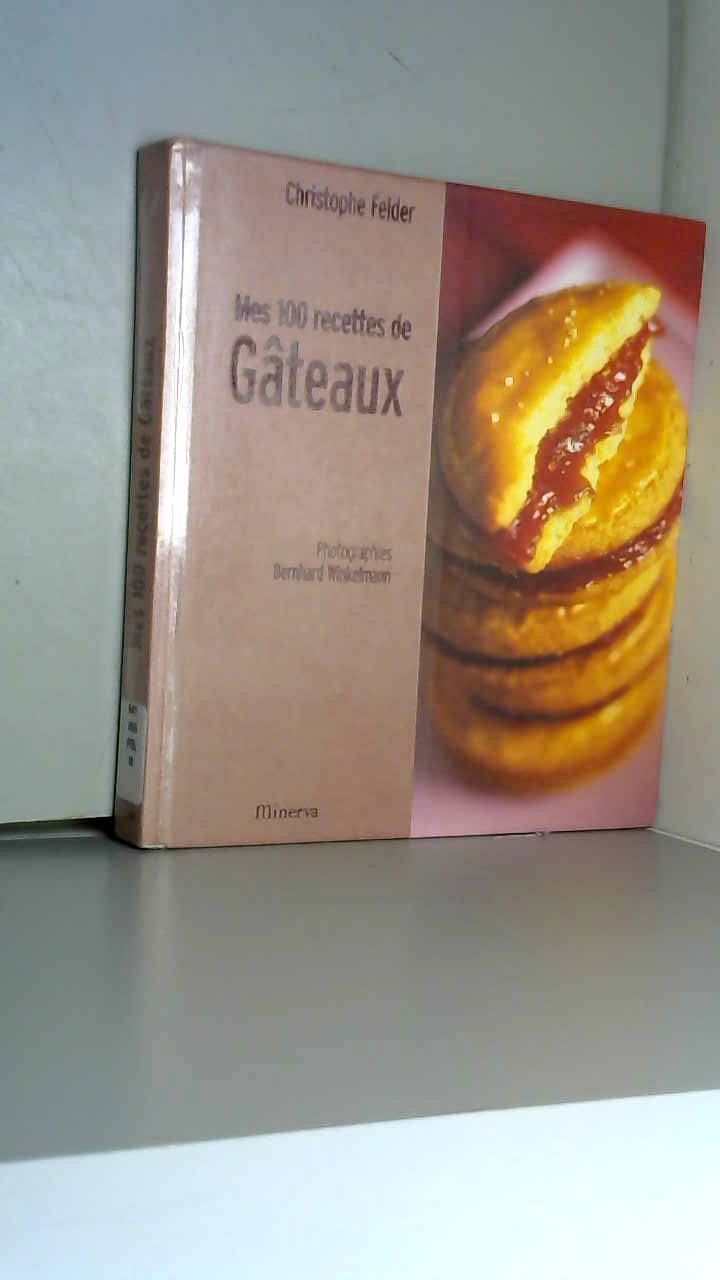 Christophe Felder
Mes 100 recettes de
Gâteaux
Photographies
Bernhard Winkelmann
Minerva
Mes 100 recettes de Gâteaux